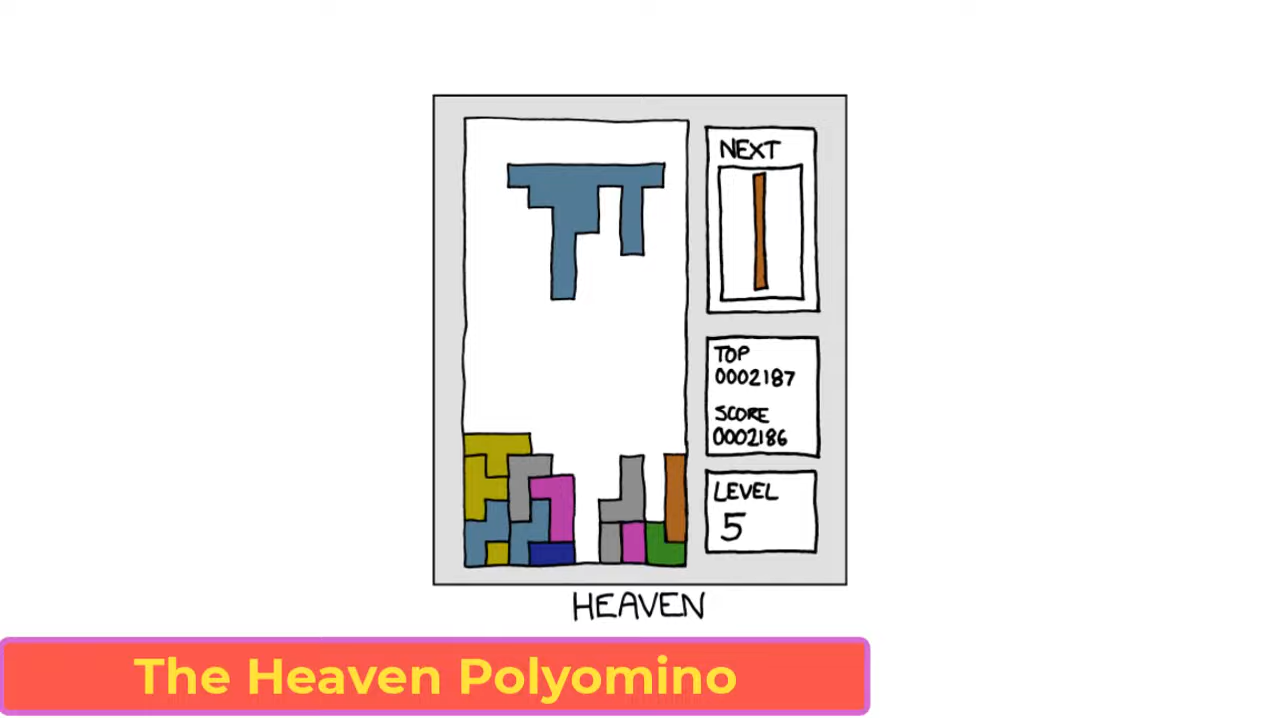 NEXT
TOP
0002187
SCORE
0002186
LEVEL
5
HEAVEN
The Heaven Polyomino